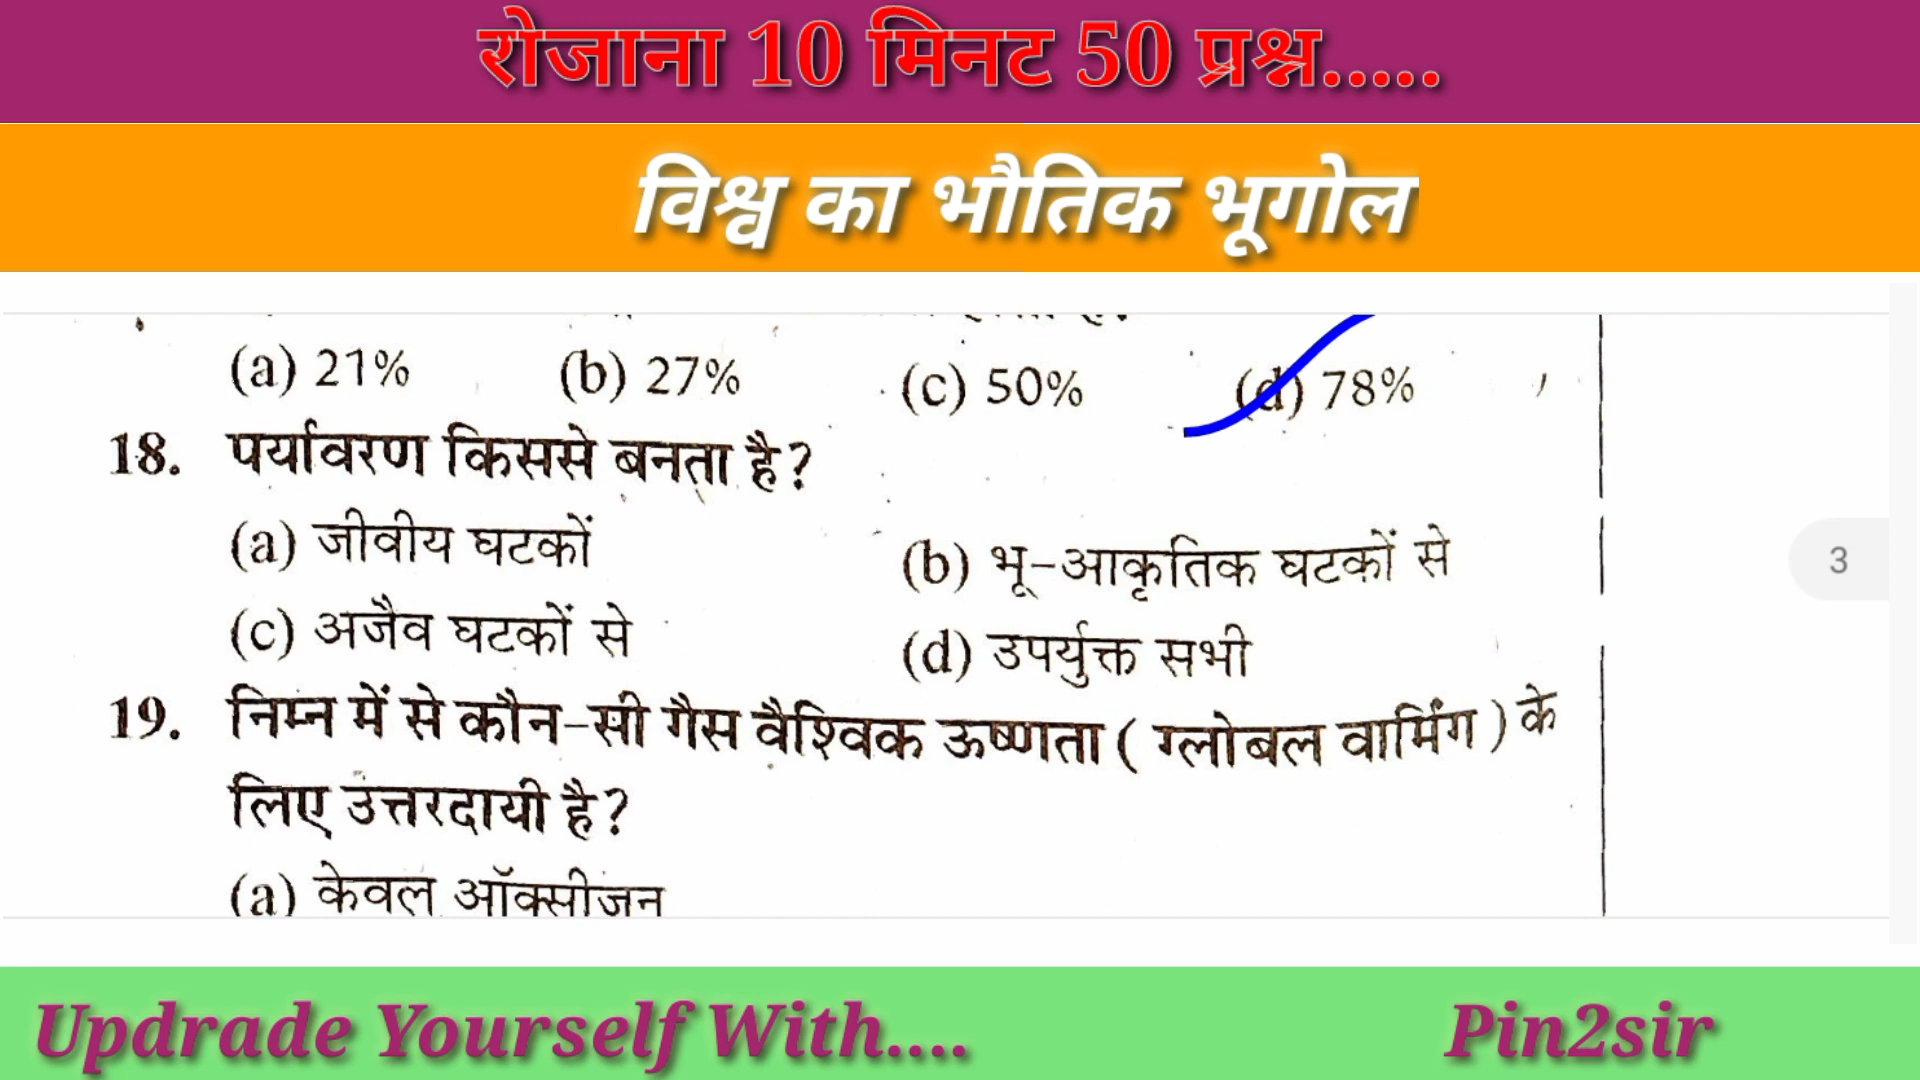 रोजाना 10 मिनट 50 प्रश्न.....
विश्व का भौतिक भूगोल
(a) 21% (b) 27% (c) 50% (d) 78%
18. पर्यावरण किससे बनता है?
(a) जीवीय घटकों (b) भू-आकृतिक घटकों से
(c) अजैव घटकों से (d) उपर्युक्त सभी
3
19. निम्न में से कौन-सी गैस वैश्विक ऊष्णता ( ग्लोबल वार्मिंग ) के
लिए उत्तरदायी है?
(a) केवल ऑक्सीजन
Updrade Yourself With.... Pin2sir